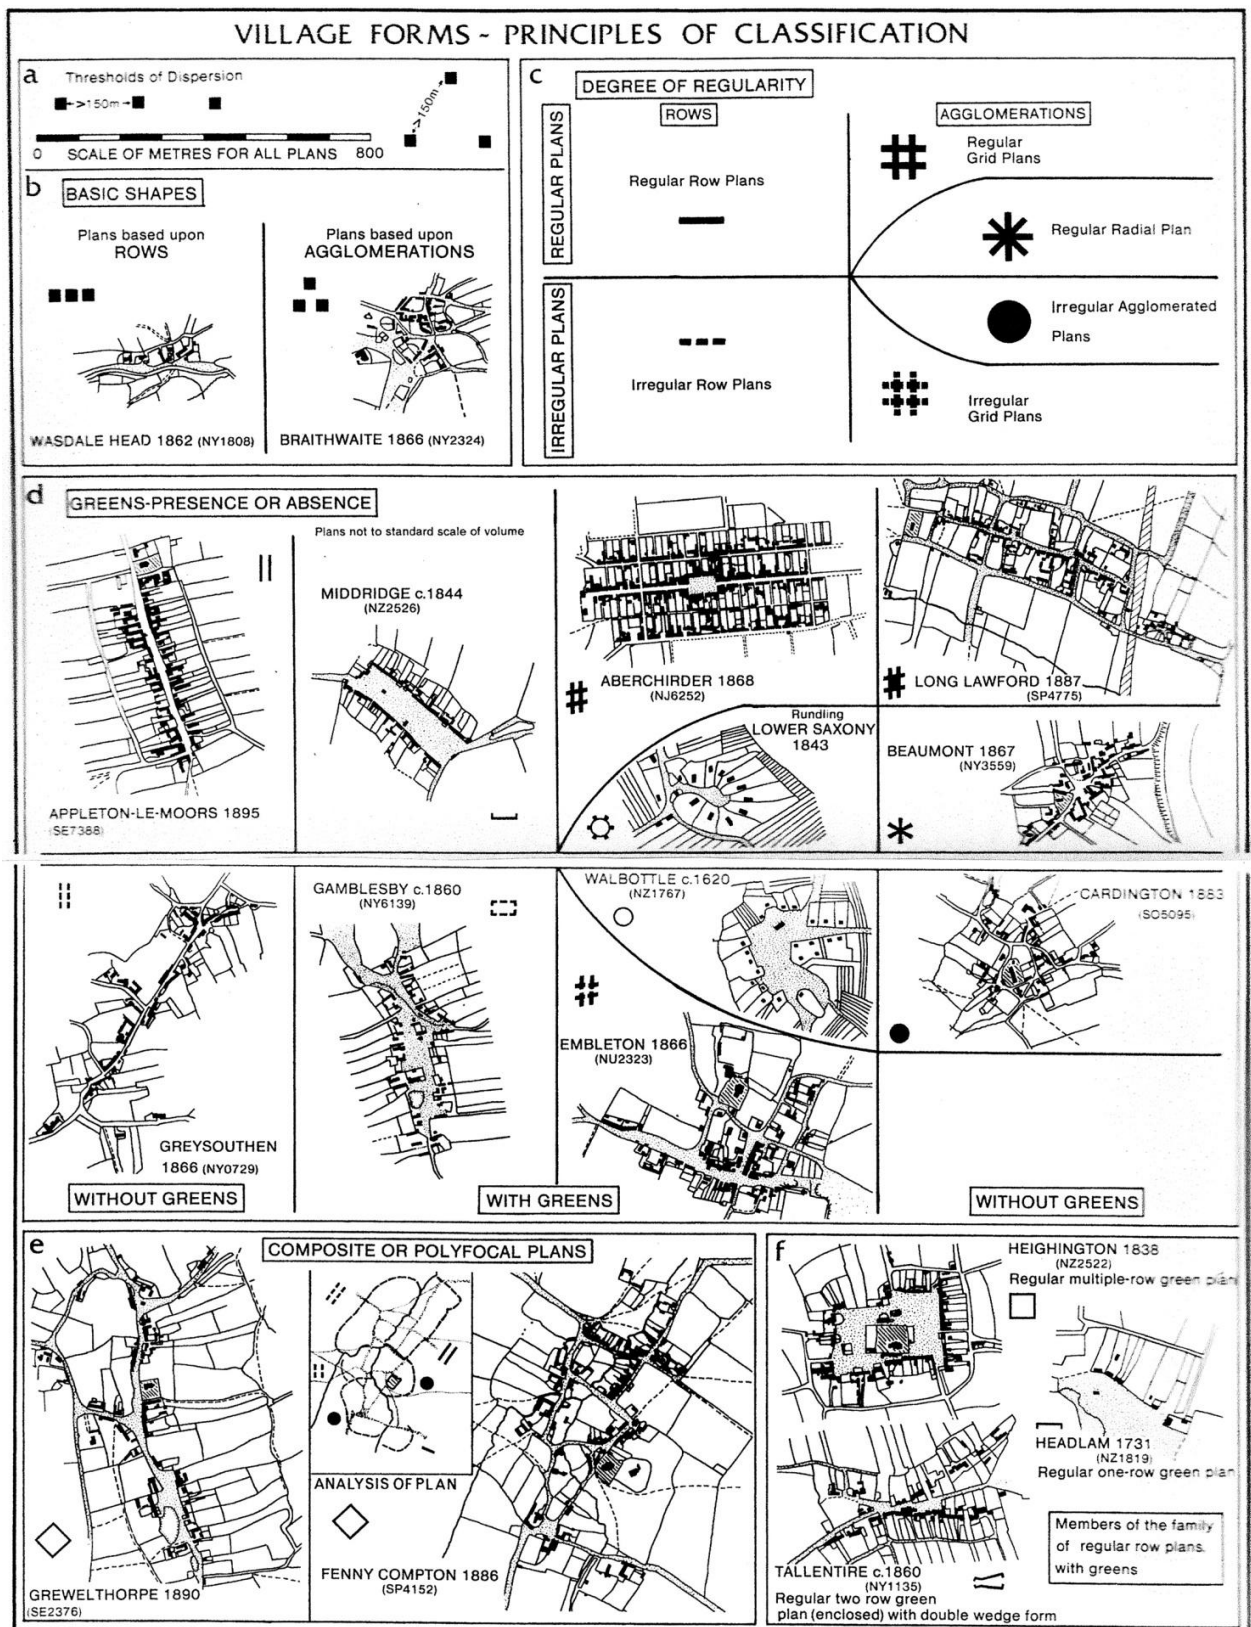 VILLAGE FORMS - PRINCIPLES OF CLASSIFICATION
a
Thresholds of Dispersion
>150m
>150m
0 SCALE OF METRES FOR ALL PLANS 800
b
BASIC SHAPES
Plans based upon
ROWS
Plans based upon
AGGLOMERATIONS
WASDALE HEAD 1862 (NY1808)
BRAITHWAITE 1866 (NY2324)
c
DEGREE OF REGULARITY
ROWS
AGGLOMERATIONS
REGULAR PLANS
Regular Row Plans
Regular
Grid Plans
Regular Radial Plan
IRREGULAR PLANS
Irregular Row Plans
Irregular Agglomerated
Plans
Irregular
Grid Plans
d
GREENS-PRESENCE OR ABSENCE
Plans not to standard scale of volume
APPLETON-LE-MOORS 1895
(SE7388)
MIDDRIDGE c.1844
(NZ2526)
ABERCHIRDER 1868
(NJ6252)
LONG LAWFORD 1887
(SP4775)
Rundling
LOWER SAXONY
1843
BEAUMONT 1867
(NY3559)
GREYSOUTHEN
1866 (NY0729)
GAMBLESBY c.1860
(NY6139)
WALBOTTLE c.1620
(NZ1767)
EMBLETON 1866
(NU2323)
CARDINGTON 1883
(SO5095)
WITHOUT GREENS
WITH GREENS
WITHOUT GREENS
e
COMPOSITE OR POLYFOCAL PLANS
GREWELTHORPE 1890
(SE2376)
ANALYSIS OF PLAN
FENNY COMPTON 1886
(SP4152)
f
HEIGHINGTON 1838
(NZ2522)
Regular multiple-row green plan
HEADLAM 1731
(NZ1819)
Regular one-row green plan
TALLENTIRE c.1860
(NY1135)
Regular two row green
plan (enclosed) with double wedge form
Members of the family
of regular row plans
with greens